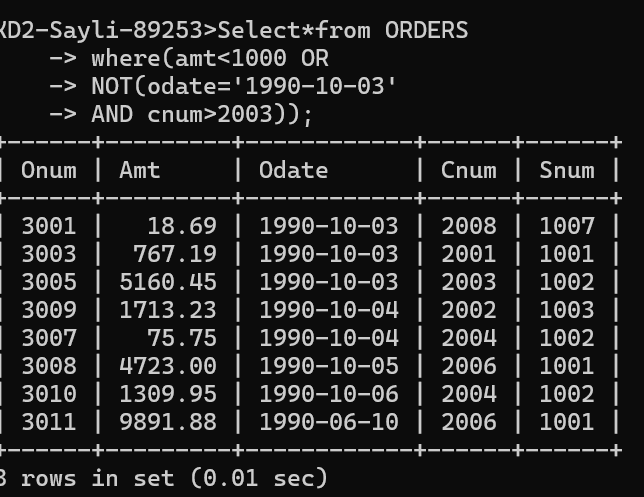 KD2-Sayli-89253>Select*from ORDERS
-> where(amt<1000 OR
-> NOT(odate='1990-10-03'
-> AND cnum>2003));
+------+---------+------------+------+------+
| Onum | Amt     | Odate      | Cnum | Snum |
+------+---------+------------+------+------+
| 3001 |   18.69 | 1990-10-03 | 2008 | 1007 |
| 3003 |  767.19 | 1990-10-03 | 2001 | 1001 |
| 3005 | 5160.45 | 1990-10-03 | 2003 | 1002 |
| 3009 | 1713.23 | 1990-10-04 | 2002 | 1003 |
| 3007 |   75.75 | 1990-10-04 | 2004 | 1002 |
| 3008 | 4723.00 | 1990-10-05 | 2006 | 1001 |
| 3010 | 1309.95 | 1990-10-06 | 2004 | 1002 |
| 3011 | 9891.88 | 1990-06-10 | 2006 | 1001 |
+------+---------+------------+------+------+
8 rows in set (0.01 sec)